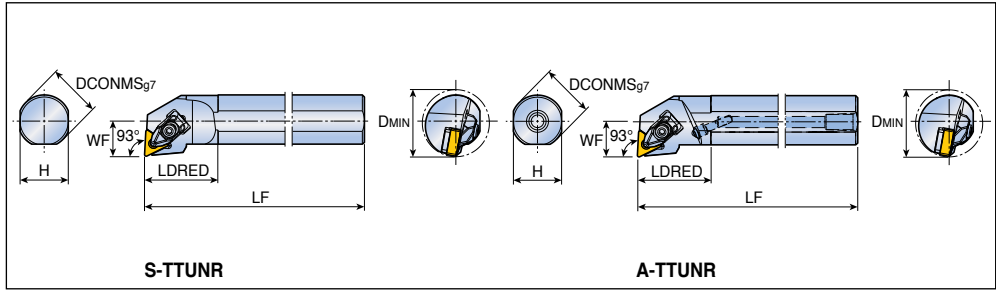 DCONMSg7
WF
93°
H
LDRED
LF
DMIN
S-TTUNR
DCONMSg7
WF
93°
H
LDRED
LF
DMIN
A-TTUNR